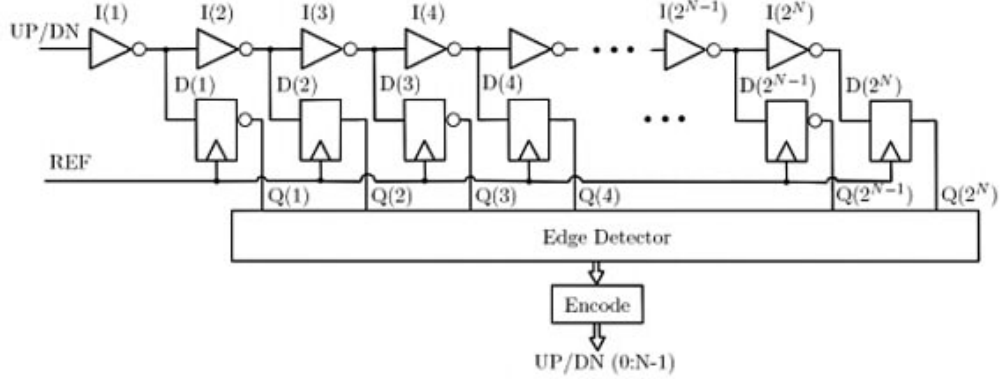 I(1) I(2) I(3) I(4) I(2^{N-1}) I(2^N)
UP/DN
D(1) D(2) D(3) D(4) D(2^{N-1}) D(2^N)
REF
Q(1) Q(2) Q(3) Q(4) Q(2^{N-1}) Q(2^N)
Edge Detector
Encode
UP/DN (0:N-1)